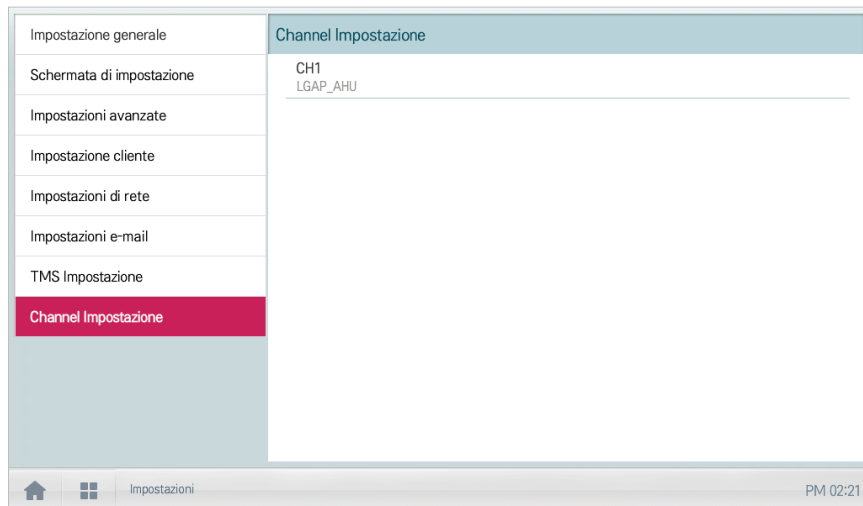 Impostazione generale
Schermata di impostazione
Impostazioni avanzate
Impostazione cliente
Impostazioni di rete
Impostazioni e-mail
TMS Impostazione
Channel Impostazione
Channel Impostazione
CH1
LGAP_AHU
Impostazioni
PM 02:21